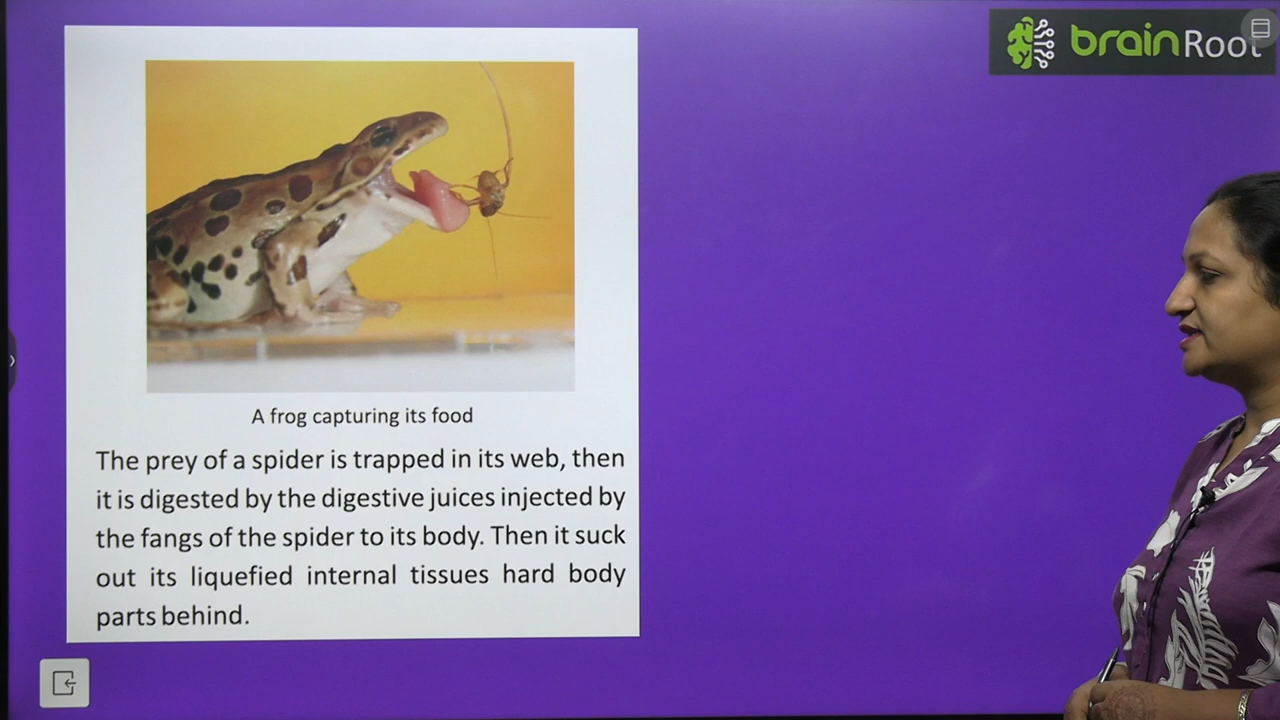 brainRoot
A frog capturing its food
The prey of a spider is trapped in its web, then
it is digested by the digestive juices injected by
the fangs of the spider to its body. Then it suck
out its liquefied internal tissues hard body
parts behind.